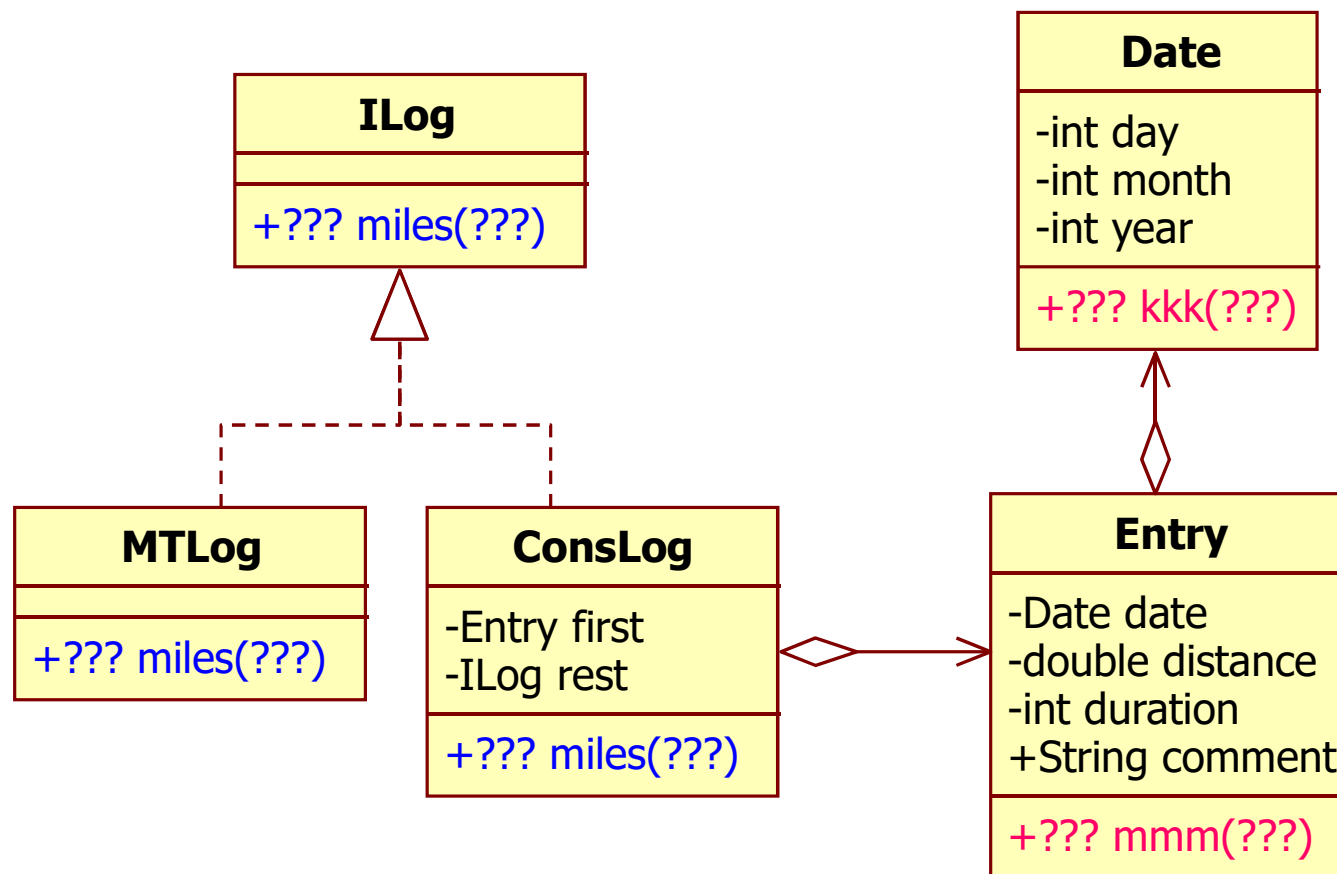 ILog
+??? miles(???)
Date
-int day
-int month
-int year
+??? kkk(???)
MTLog
+??? miles(???)
ConsLog
-Entry first
-ILog rest
+??? miles(???)
Entry
-Date date
-double distance
-int duration
+String comment
+??? mmm(???)